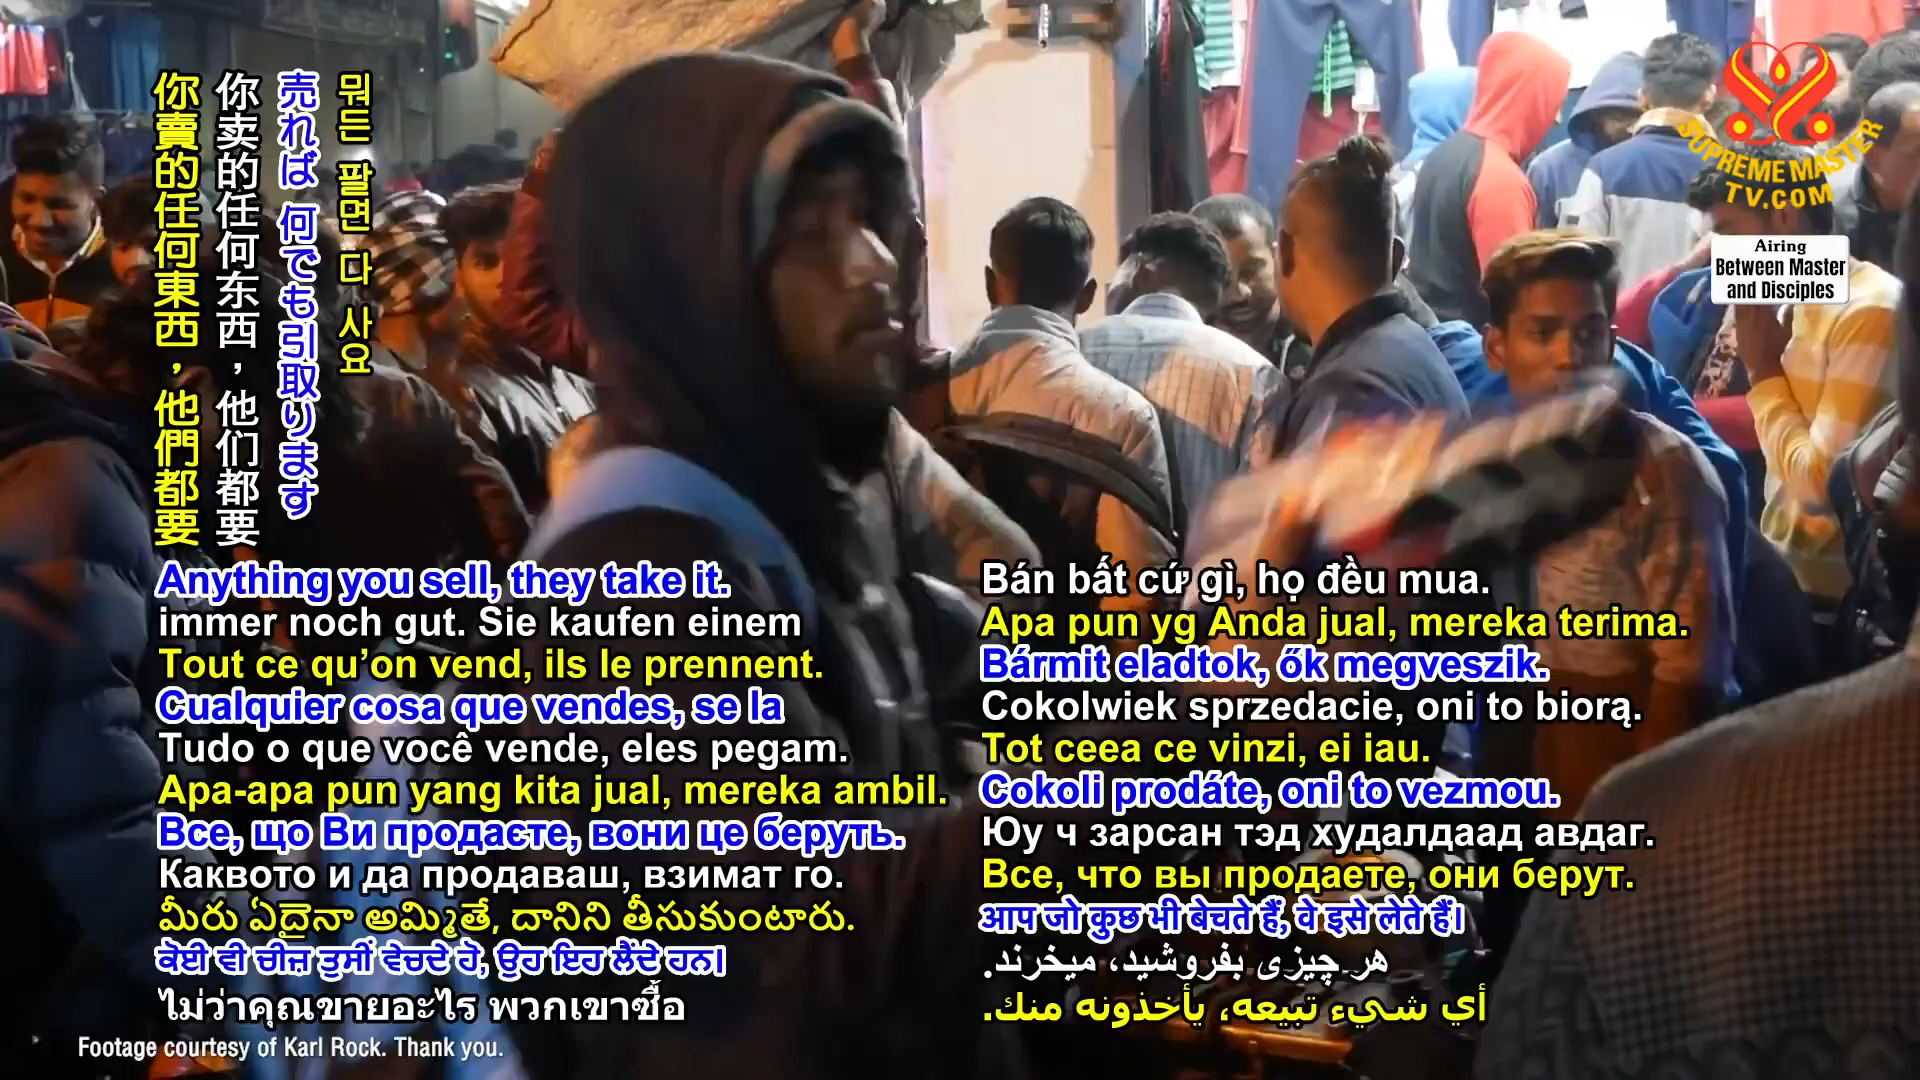 你賣的任何東西，他們都要
你卖的任何东西，他们都要
売れば 何でも引取ります
뭐든 팔면 다 사요
SUPREME MASTER
TV.COM
Airing
Between Master
and Disciples
Anything you sell, they take it.
immer noch gut. Sie kaufen einem
Tout ce qu’on vend, ils le prennent.
Cualquier cosa que vendes, se la
Tudo o que você vende, eles pegam.
Apa-apa pun yang kita jual, mereka ambil.
Все, що Ви продаєте, вони це беруть.
Каквото и да продаваш, взимат го.
మీరు ఏదైనా అమ్మితే, దానిని తీసుకుంటారు.
ਕੋਈ ਵੀ ਚੀਜ਼ ਤੁਸੀਂ ਵੇਚਦੇ ਹੋ, ਉਹ ਇਹ ਲੈਂਦੇ ਹਨ।
ไม่ว่าคุณขายอะไร พวกเขาซื้อ
Bán bất cứ gì, họ đều mua.
Apa pun yg Anda jual, mereka terima.
Bármit eladtok, ők megveszik.
Cokolwiek sprzedacie, oni to biorą.
Tot ceea ce vinzi, ei iau.
Cokoli prodáte, oni to vezmou.
Юу ч зарсан тэд худалдаад авдаг.
Все, что вы продаете, они берут.
आप जो कुछ भी बेचते हैं, वे इसे लेते हैं।
هر چیزی بفروشید، میخرند.
أي شيء تبيعه، يأخذونه منك.
Footage courtesy of Karl Rock. Thank you.